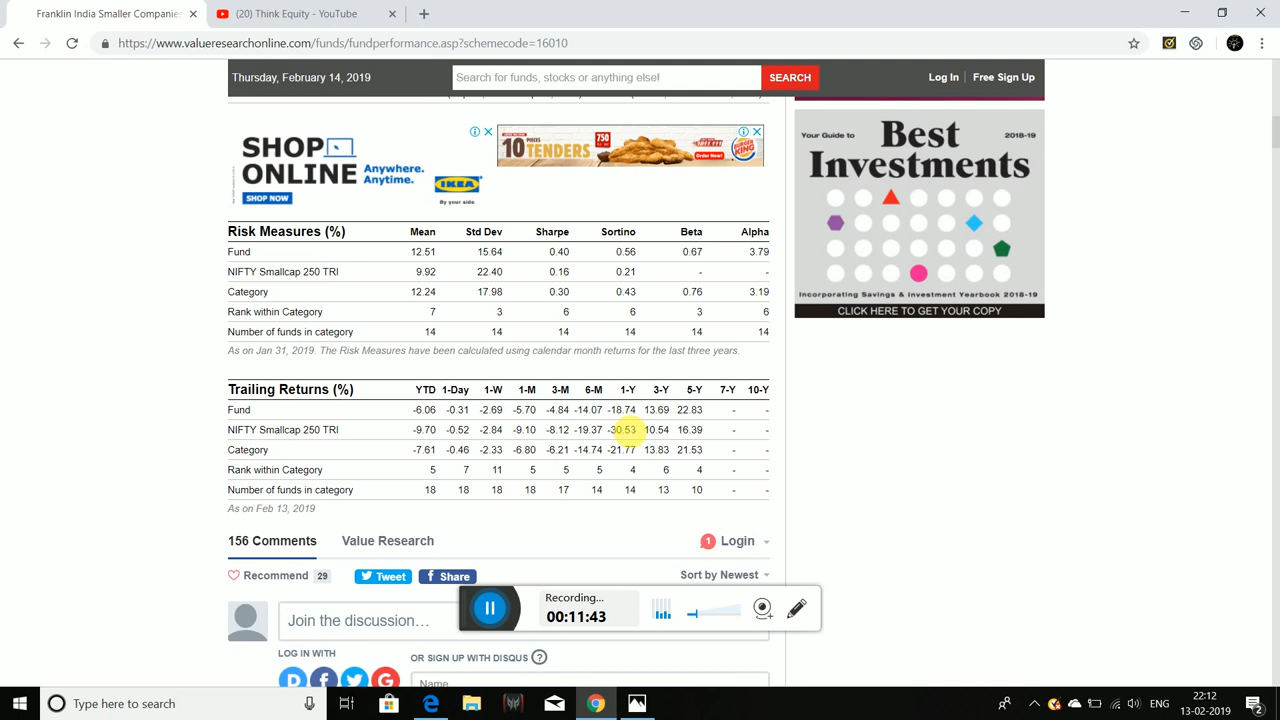 Franklin India Smaller Companie
(20) Think Equity - YouTube
https://www.valueresearchonline.com/funds/fundperformance.asp?schemecode=16010
Thursday, February 14, 2019
Search for funds, stocks or anything else!
SEARCH
Log In
Free Sign Up
SHOP ONLINE
Anywhere. Anytime.
SHOP NOW
IKEA
By your side
10 PIECES TENDERS
750
Order Now!
BURGER KING
Your Guide to
2018-19
Best
Investments
Incorporating Savings & Investment Yearbook 2018-19
CLICK HERE TO GET YOUR COPY
Risk Measures (%) Mean Std Dev Sharpe Sortino Beta Alpha
Fund 12.51 15.64 0.40 0.56 0.67 3.79
NIFTY Smallcap 250 TRI 9.92 22.40 0.16 0.21 - -
Category 12.24 17.98 0.30 0.43 0.76 3.19
Rank within Category 7 3 6 6 3 6
Number of funds in category 14 14 14 14 14 14
As on Jan 31, 2019. The Risk Measures have been calculated using calendar month returns for the last three years.
Trailing Returns (%) YTD 1-Day 1-W 1-M 3-M 6-M 1-Y 3-Y 5-Y 7-Y 10-Y
Fund -6.06 -0.31 -2.69 -5.70 -4.84 -14.07 -18.74 13.69 22.83 - -
NIFTY Smallcap 250 TRI -9.70 -0.52 -2.84 -9.10 -8.12 -19.37 -30.53 10.54 16.39 - -
Category -7.61 -0.46 -2.33 -6.80 -6.21 -14.74 -21.77 13.83 21.53 - -
Rank within Category 5 7 11 5 5 5 4 6 4 - -
Number of funds in category 18 18 18 18 17 14 14 13 10 - -
As on Feb 13, 2019
156 Comments
Value Research
1 Login
Recommend 29
Tweet
Share
Sort by Newest
Join the discussion…
Recording...
00:11:43
LOG IN WITH
OR SIGN UP WITH DISQUS ?
Name
Type here to search
ENG
22:12
13-02-2019
2